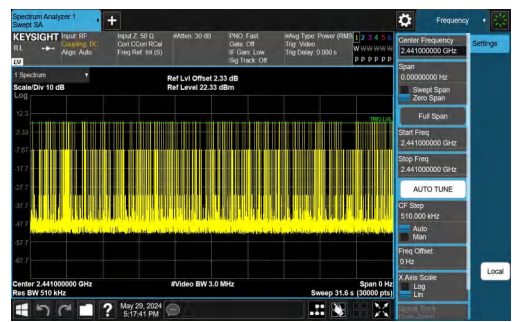 Spectrum Analyzer 1
Swept SA
+
Frequency
KEYSIGHT
RL
Input: RF
Coupling: DC
Align: Auto
Input Z: 50 Ω
Corr CCorr RCal
Freq Ref: Int (S)
#Atten: 30 dB
PNO: Fast
Gate: Off
IF Gain: Low
Sig Track: Off
#Avg Type: Power (RMS
Trig: Video
Trig Delay: 0.000 s
1 2 3 4 5 6
W W W W W W
P P P P P P
LW
1 Spectrum
Scale/Div 10 dB
Log
Ref Lvl Offset 2.33 dB
Ref Level 22.33 dBm
12.3
TRIG LVL
2.33
-7.67
-17.7
-27.7
-37.7
-47.7
-57.7
-67.7
Center 2.441000000 GHz
Res BW 510 kHz
#Video BW 3.0 MHz
Span 0 Hz
Sweep 31.6 s (30000 pts)
May 29, 2024
5:17:41 PM
?
Center Frequency
2.441000000 GHz
Span
0.00000000 Hz
Swept Span
Zero Span
Full Span
Start Freq
2.441000000 GHz
Stop Freq
2.441000000 GHz
AUTO TUNE
CF Step
510.000 kHz
Auto
Man
Freq Offset
0 Hz
X Axis Scale
Log
Lin
Signal Track
Settings
Local